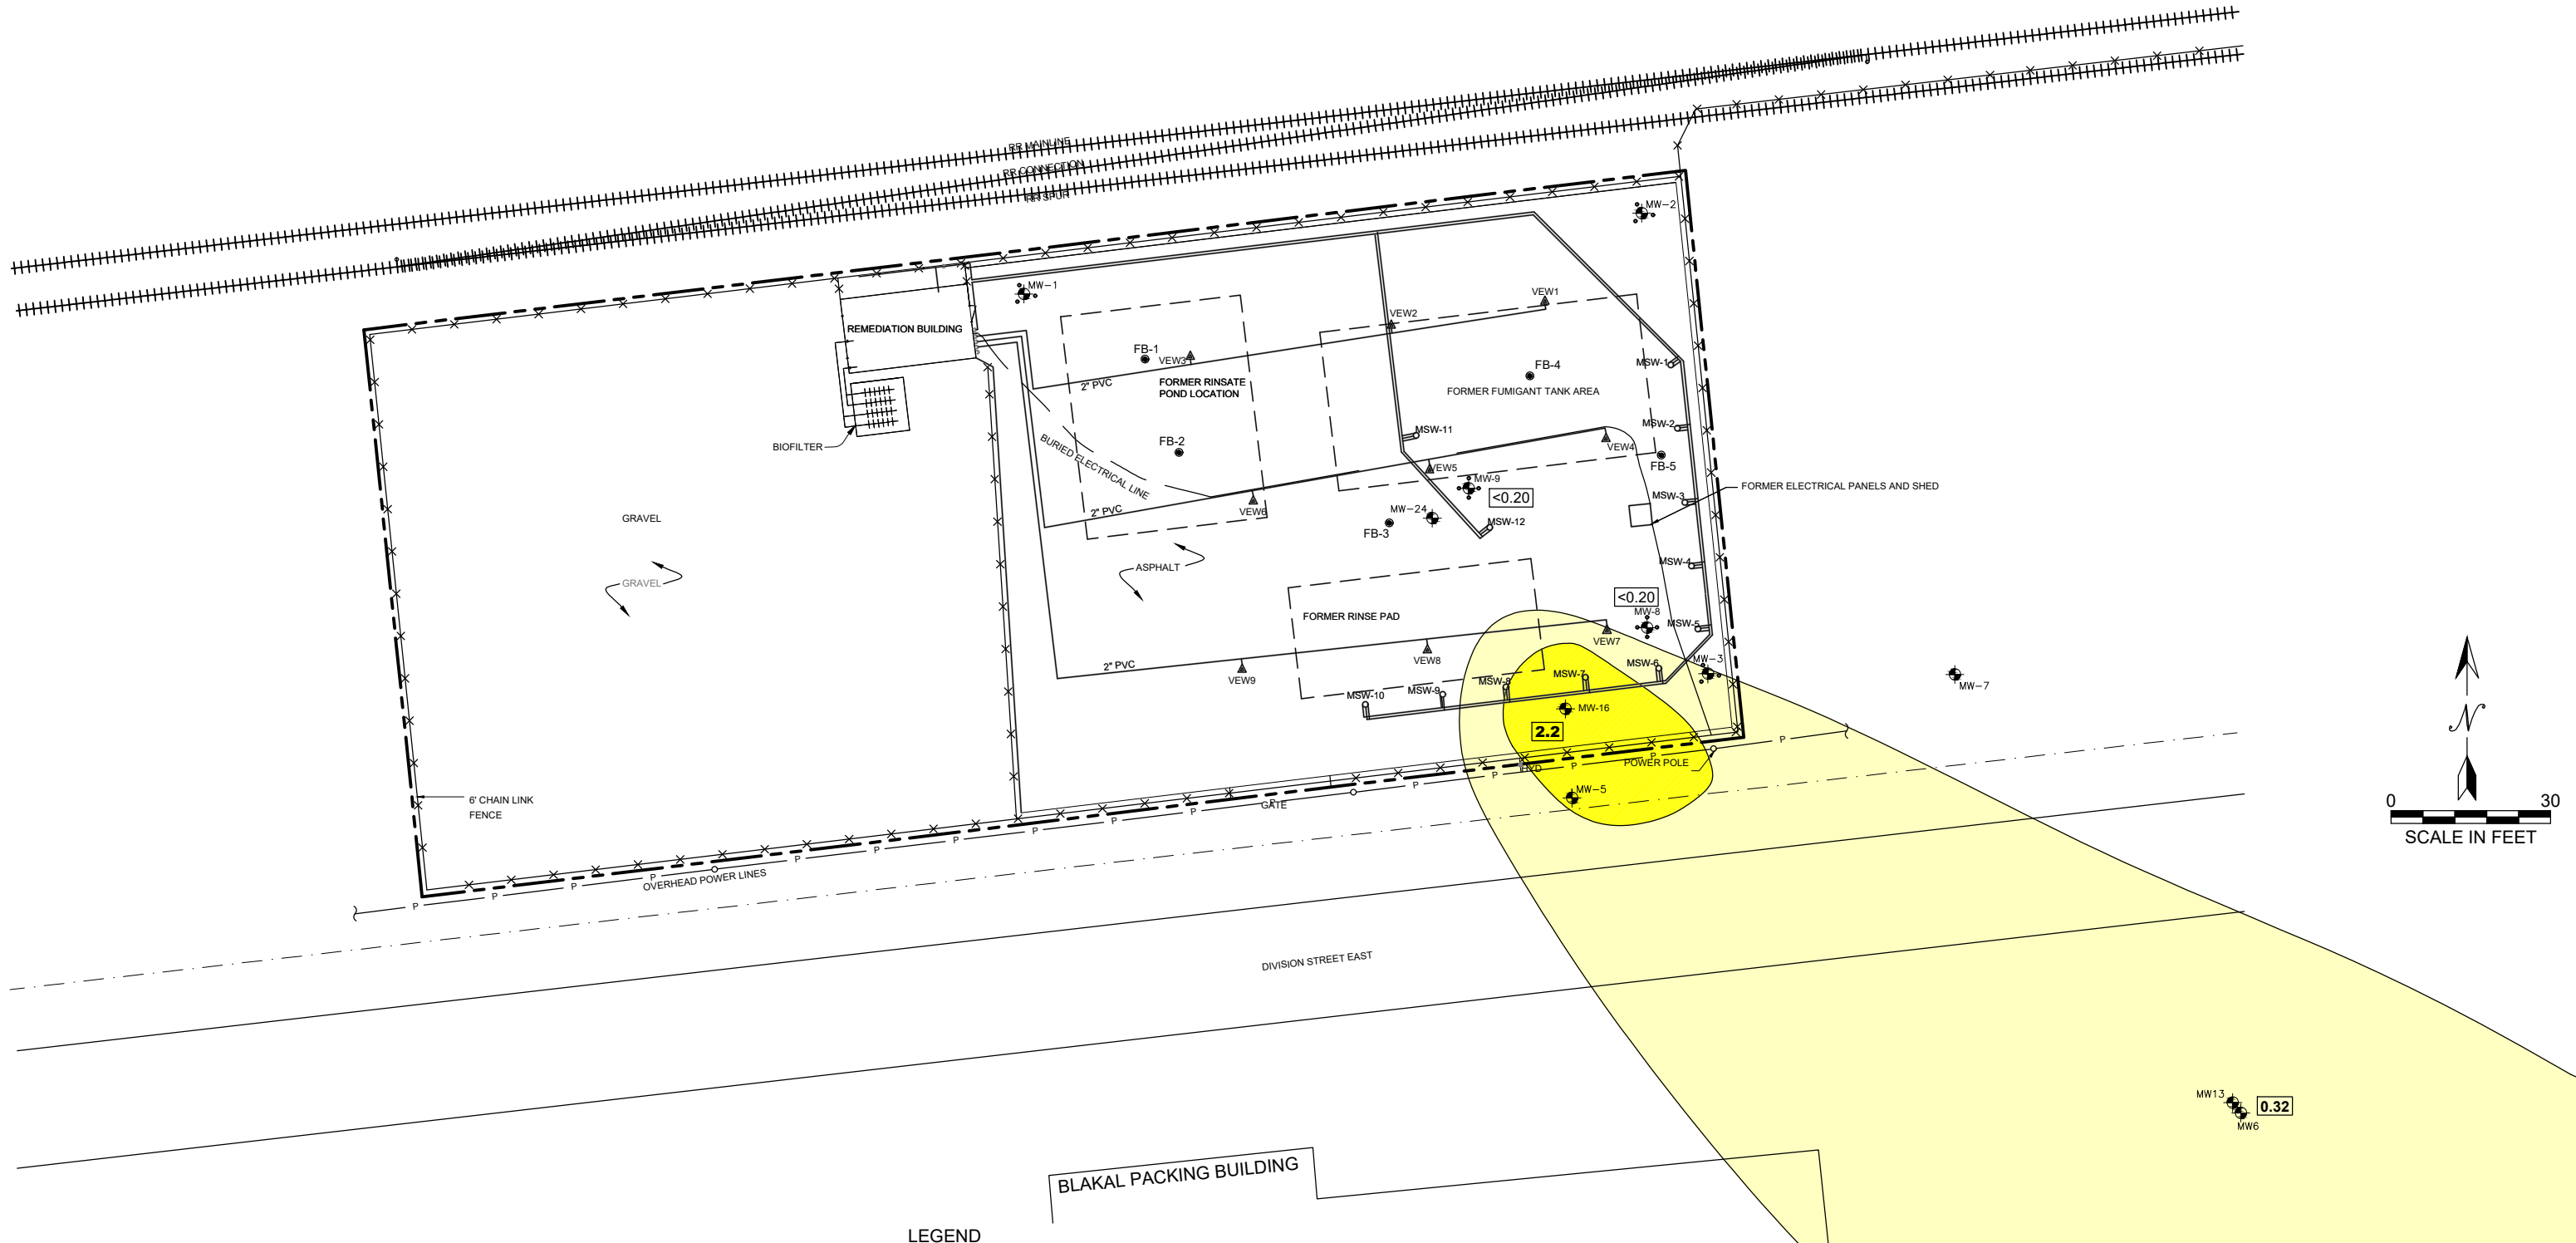 RR MAINLINE
RR CONNECTION
RR SPUR
MW-2
MW-1
VEW1
VEW2
REMEDIATION BUILDING
FB-1
VEW3
MSW-1
FB-4
2" PVC
FORMER RINSATE
POND LOCATION
FORMER FUMIGANT TANK AREA
MSW-2
MSW-11
BIOFILTER
FB-2
BURIED ELECTRICAL LINE
VEW4
VEW5
FB-5
MW-9
<0.20
FORMER ELECTRICAL PANELS AND SHED
MSW-3
2" PVC
VEW6
MW-24
GRAVEL
MSW-12
FB-3
MSW-4
ASPHALT
GRAVEL
<0.20
MW-8
FORMER RINSE PAD
MSW-5
VEW7
VEW8
2" PVC
VEW9
MW-3
MSW-6
MSW-7
MSW-8
MSW-9
MSW-10
MW-7
MW-16
2.2
N
POWER POLE
HYD
MW-5
GATE
6' CHAIN LINK
FENCE
0 30
SCALE IN FEET
P P P P P P P P P P P P P P P P P
OVERHEAD POWER LINES
DIVISION STREET EAST
MW13
0.32
MW6
BLAKAL PACKING BUILDING
LEGEND